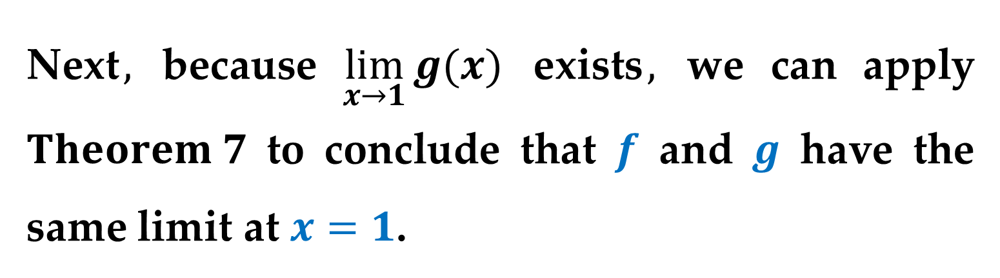 Next, because lim x→1 g(x) exists, we can apply
Theorem 7 to conclude that f and g have the
same limit at x = 1.